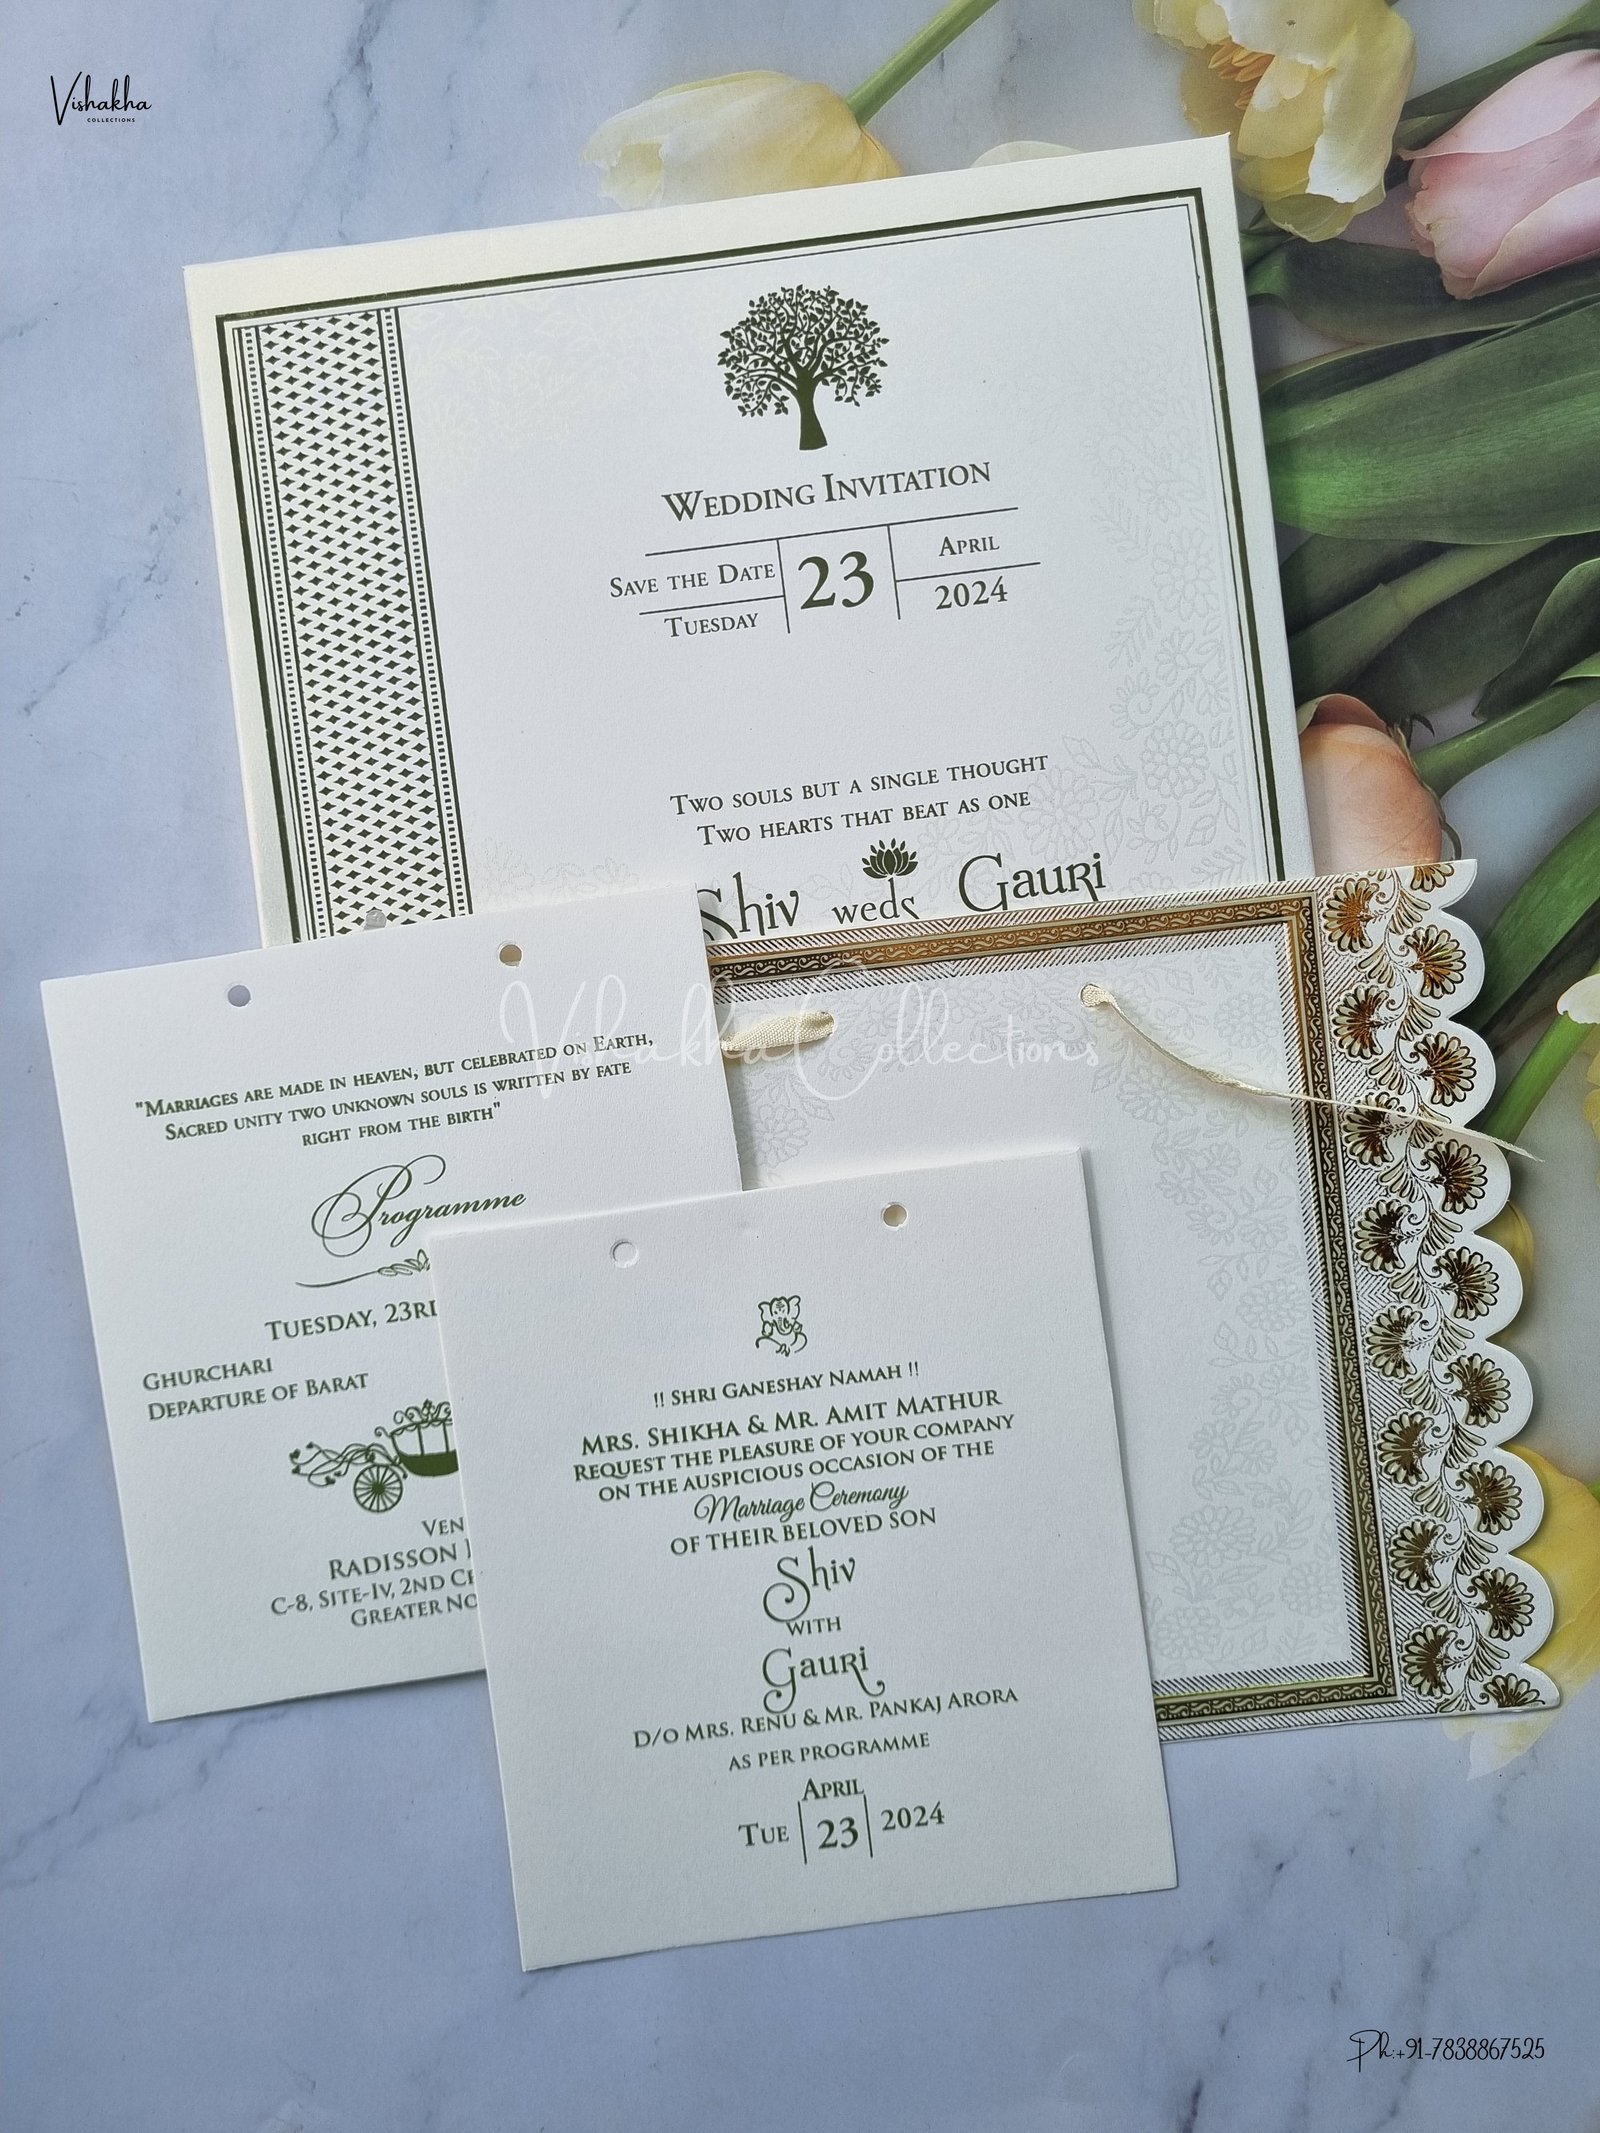 Vishakha
COLLECTIONS
WEDDING INVITATION
SAVE THE DATE
TUESDAY
23
APRIL
2024
TWO SOULS BUT A SINGLE THOUGHT
TWO HEARTS THAT BEAT AS ONE
Shiv weds Gauri
Vishakha Collections
"MARRIAGES ARE MADE IN HEAVEN, BUT CELEBRATED ON EARTH,
SACRED UNITY TWO UNKNOWN SOULS IS WRITTEN BY FATE
RIGHT FROM THE BIRTH"
Programme
TUESDAY, 23R
GHURCHARI
DEPARTURE OF BARAT
VEN
RADISSON
C-8, SITE-IV, 2ND
GREATER NO
!! SHRI GANESHAY NAMAH !!
MRS. SHIKHA & MR. AMIT MATHUR
REQUEST THE PLEASURE OF YOUR COMPANY
ON THE AUSPICIOUS OCCASION OF THE
Marriage Ceremony
OF THEIR BELOVED SON
Shiv
WITH
Gauri
D/O MRS. RENU & MR. PANKAJ ARORA
AS PER PROGRAMME
APRIL
TUE 23 2024
Ph:+91-7838867525